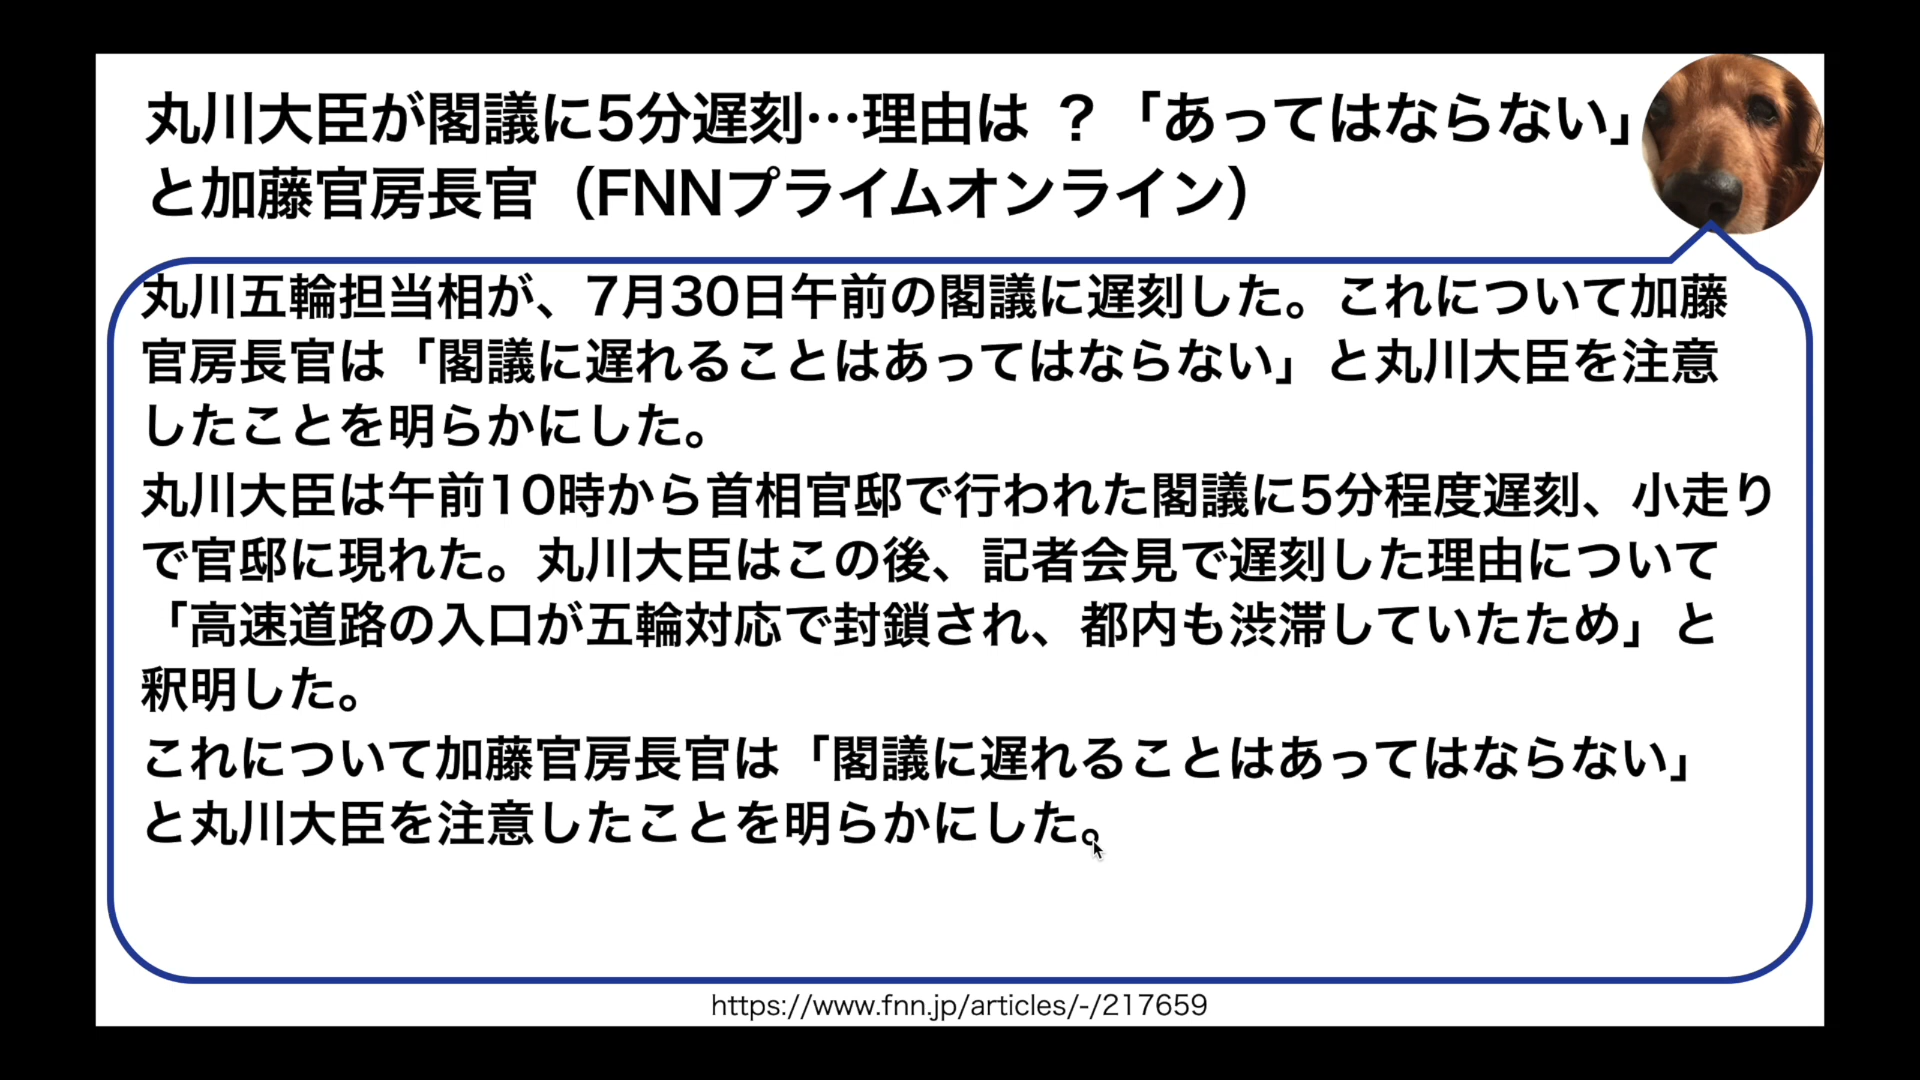 丸川大臣が閣議に5分遅刻…理由は ？「あってはならない」
と加藤官房長官（FNNプライムオンライン）
丸川五輪担当相が、7月30日午前の閣議に遅刻した。これについて加藤
官房長官は「閣議に遅れることはあってはならない」と丸川大臣を注意
したことを明らかにした。
丸川大臣は午前10時から首相官邸で行われた閣議に5分程度遅刻、小走り
で官邸に現れた。丸川大臣はこの後、記者会見で遅刻した理由について
「高速道路の入口が五輪対応で封鎖され、都内も渋滞していたため」と
釈明した。
これについて加藤官房長官は「閣議に遅れることはあってはならない」
と丸川大臣を注意したことを明らかにした。
https://www.fnn.jp/articles/-/217659